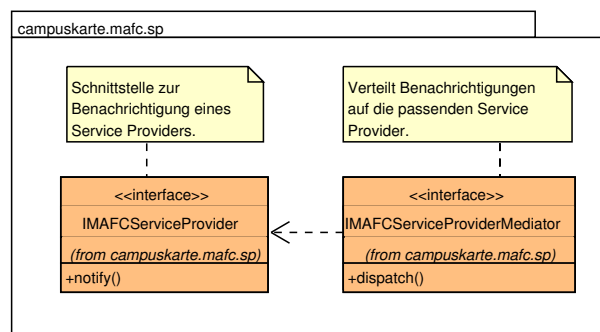 campuskarte.mafc.sp
Schnittstelle zur
Benachrichtigung eines
Service Providers.
Verteilt Benachrichtigungen
auf die passenden Service
Provider.
<<interface>>
IMAFCServiceProvider
(from campuskarte.mafc.sp)
+notify()
<<interface>>
IMAFCServiceProviderMediator
(from campuskarte.mafc.sp)
+dispatch()